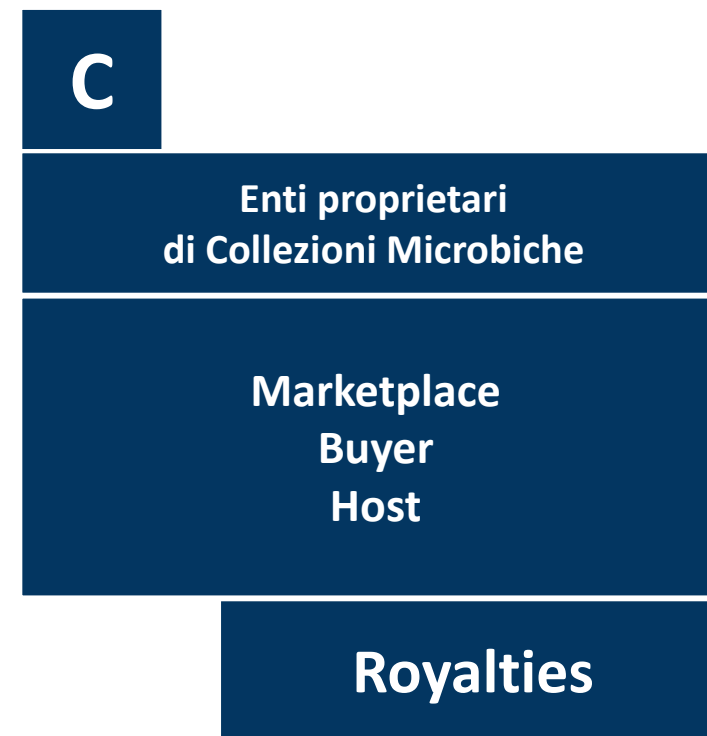 C
Enti proprietari
di Collezioni Microbiche
Marketplace
Buyer
Host
Royalties